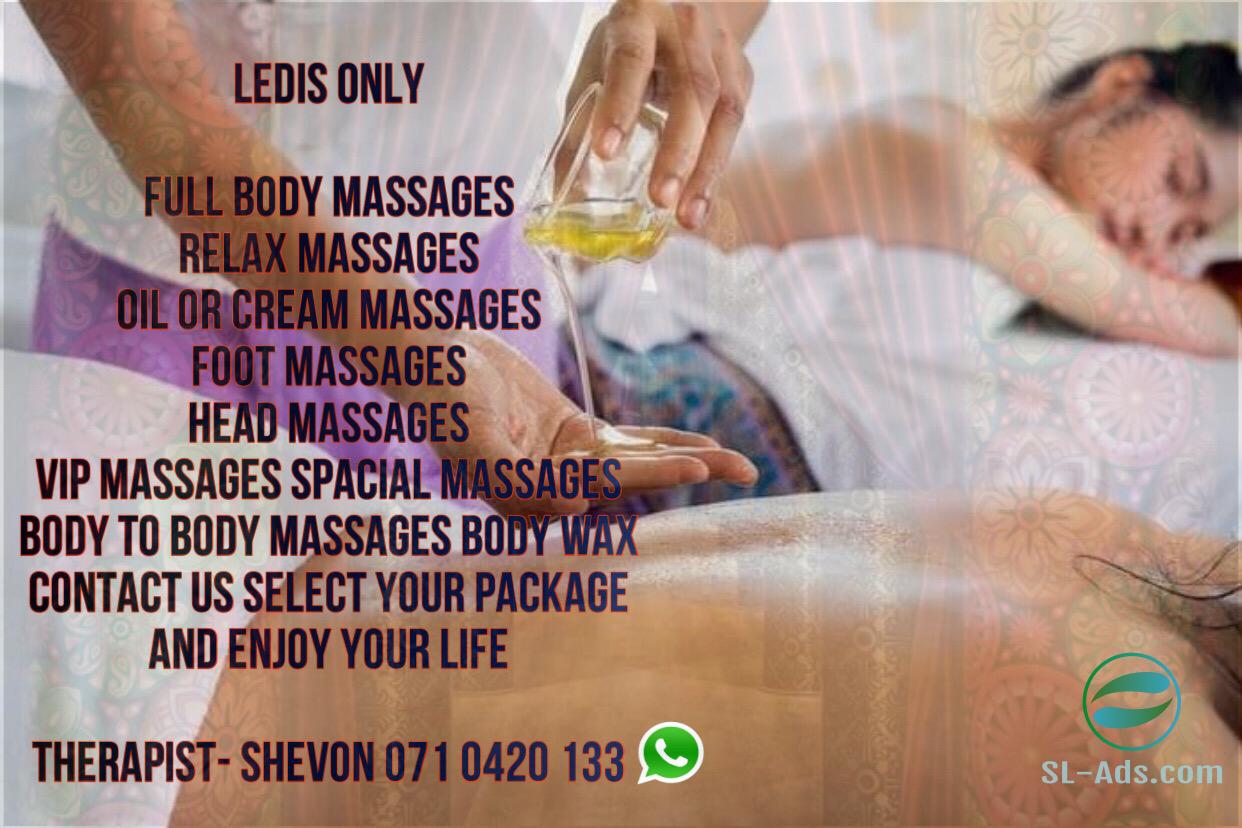 LEDIS ONLY
FULL BODY MASSAGES
RELAX MASSAGES
OIL OR CREAM MASSAGES
FOOT MASSAGES
HEAD MASSAGES
VIP MASSAGES SPACIAL MASSAGES
BODY TO BODY MASSAGES BODY WAX
CONTACT US SELECT YOUR PACKAGE
AND ENJOY YOUR LIFE
THERAPIST- SHEVON 071 0420 133
SL-Ads.com